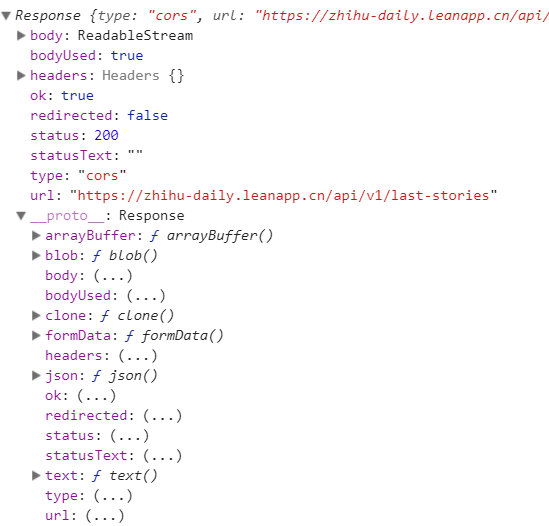 ▼ Response {type: "cors", url: "https://zhihu-daily.leanapp.cn/api/
▶ body: ReadableStream
bodyUsed: true
▶ headers: Headers {}
ok: true
redirected: false
status: 200
statusText: ""
type: "cors"
url: "https://zhihu-daily.leanapp.cn/api/v1/last-stories"
▼ __proto__: Response
▶ arrayBuffer: ƒ arrayBuffer()
▶ blob: ƒ blob()
body: (...)
bodyUsed: (...)
▶ clone: ƒ clone()
▶ formData: ƒ formData()
headers: (...)
▶ json: ƒ json()
ok: (...)
redirected: (...)
status: (...)
statusText: (...)
▶ text: ƒ text()
type: (...)
url: (...)